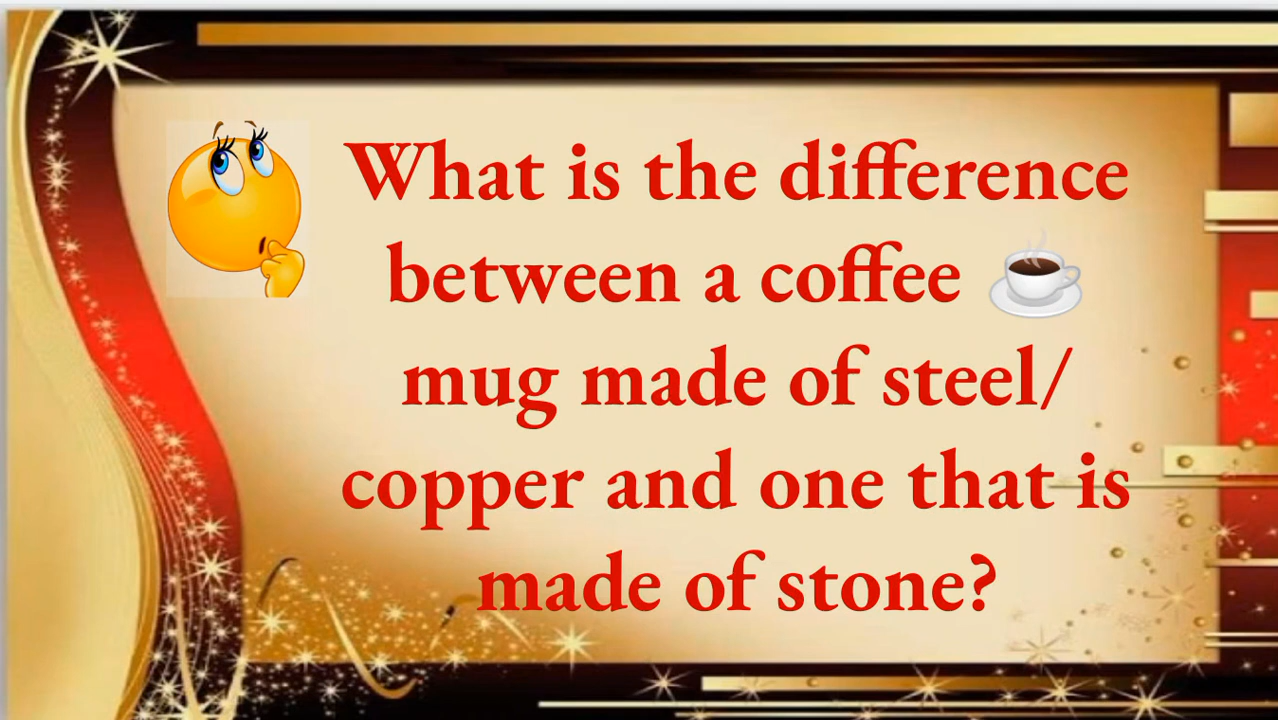 What is the difference
between a coffee ☕
mug made of steel/
copper and one that is
made of stone?